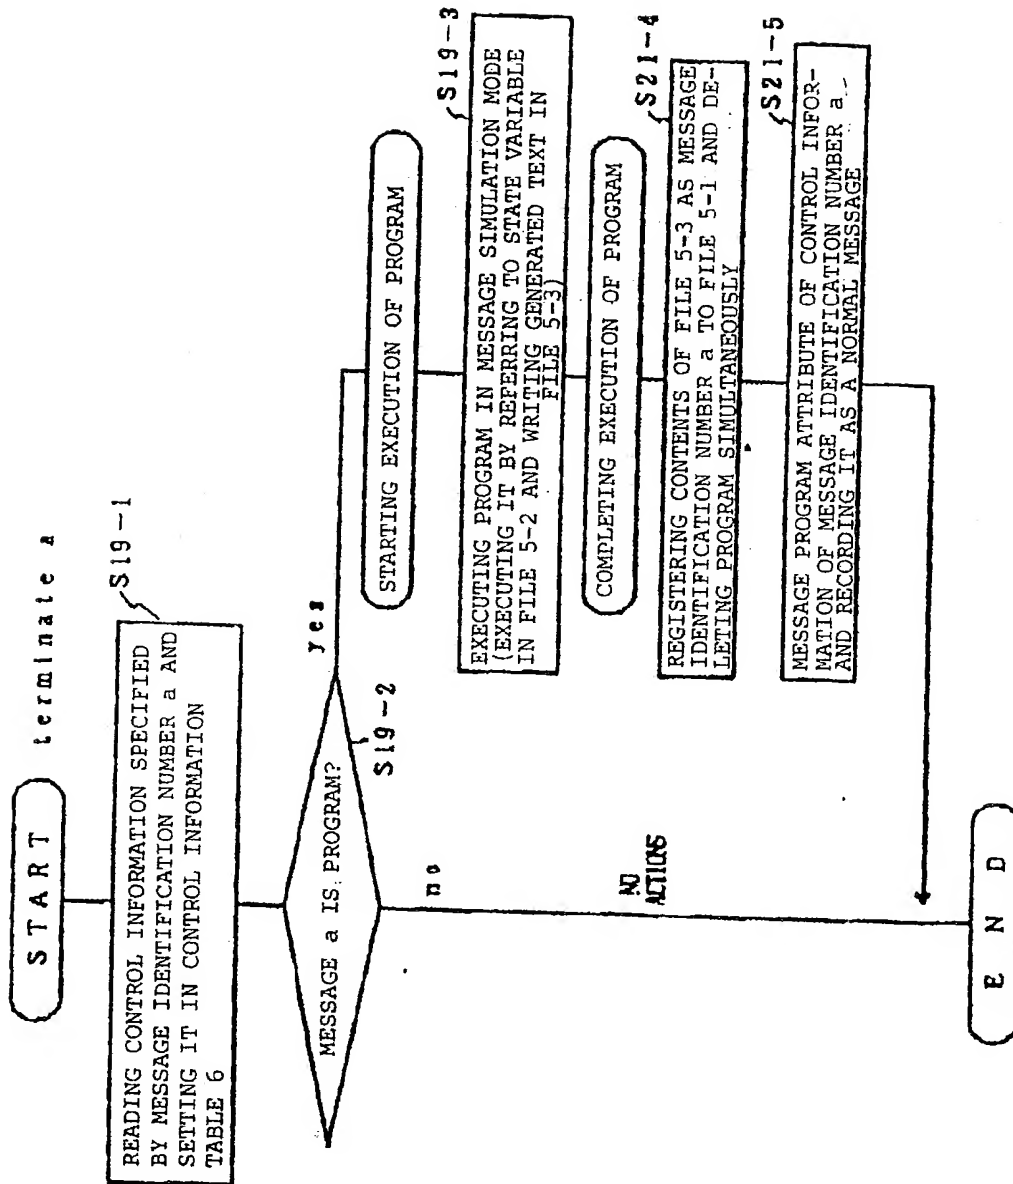 START
terminate a
S19-1
READING CONTROL INFORMATION SPECIFIED
BY MESSAGE IDENTIFICATION NUMBER a AND
SETTING IT IN CONTROL INFORMATION
TABLE 6
MESSAGE a IS PROGRAM?
S19-2
yes
no
NO
ACTIONS
STARTING EXECUTION OF PROGRAM
S19-3
EXECUTING PROGRAM IN MESSAGE SIMULATION MODE
(EXECUTING IT BY REFERRING TO STATE VARIABLE
IN FILE 5-2 AND WRITING GENERATED TEXT IN
FILE 5-3)
COMPLETING EXECUTION OF PROGRAM
S21-4
REGISTERING CONTENTS OF FILE 5-3 AS MESSAGE
IDENTIFICATION NUMBER a TO FILE 5-1 AND DE-
LETING PROGRAM SIMULTANEOUSLY
S21-5
MESSAGE PROGRAM ATTRIBUTE OF CONTROL INFOR-
MATION OF MESSAGE IDENTIFICATION NUMBER a
AND RECORDING IT AS A NORMAL MESSAGE
END